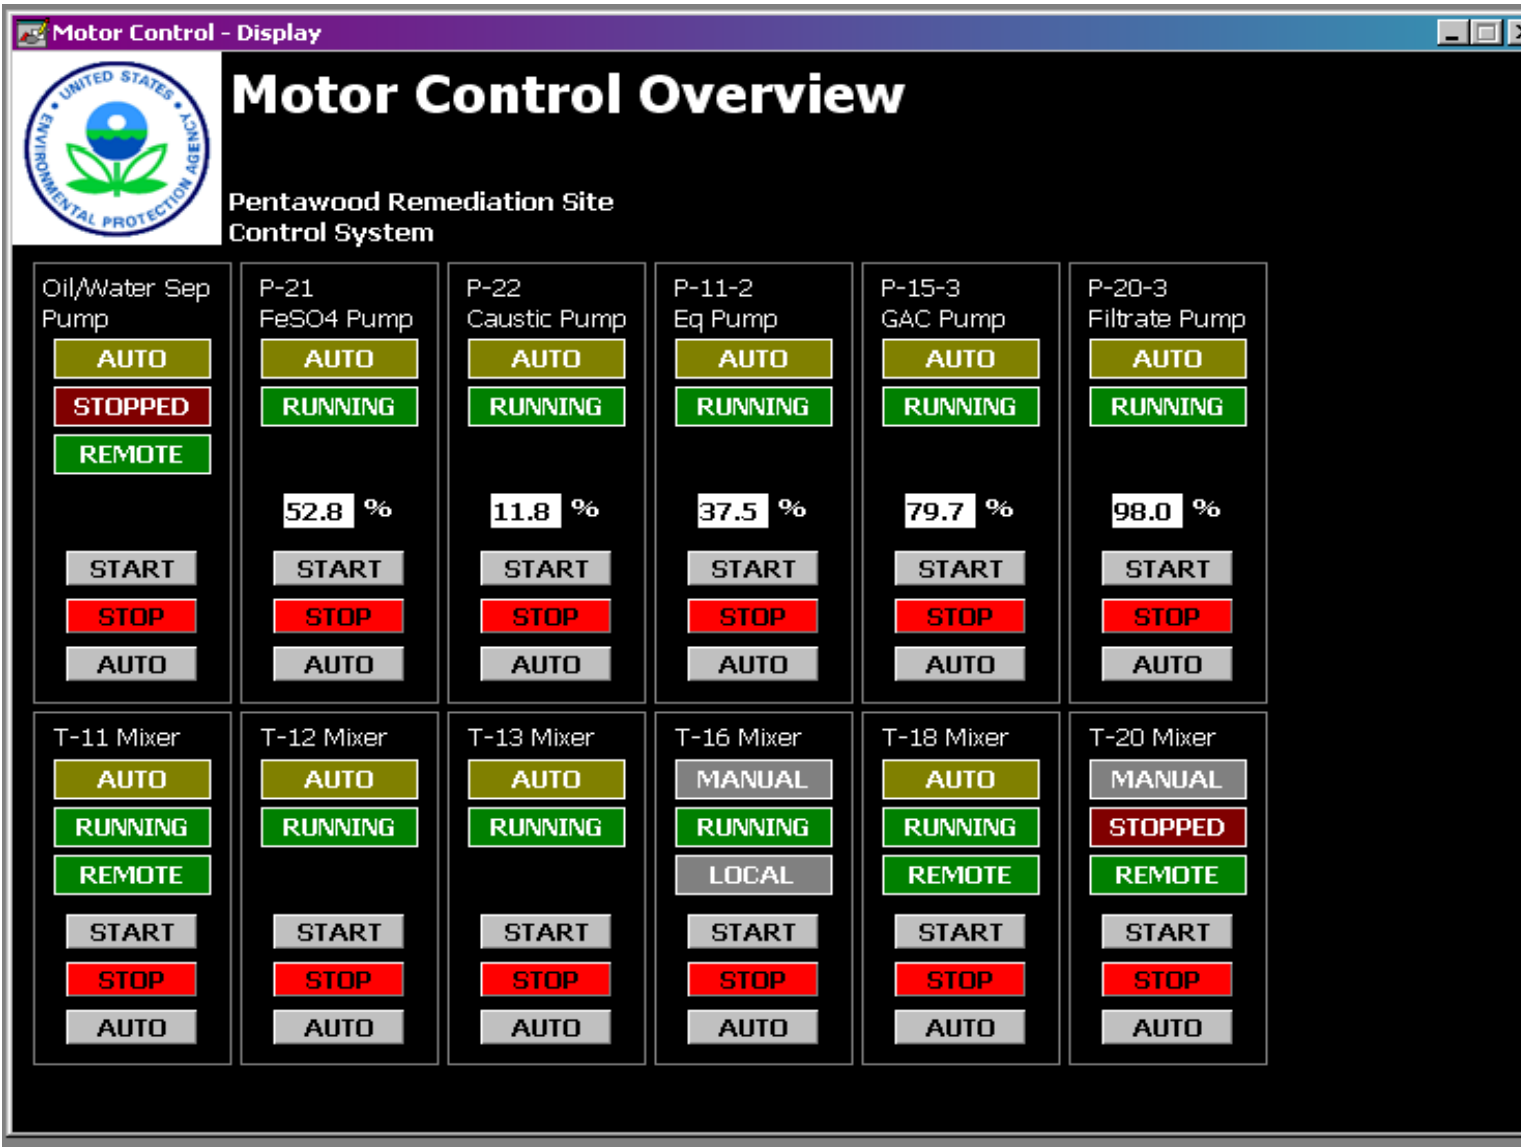 Motor Control - Display
UNITED STATES
ENVIRONMENTAL PROTECTION AGENCY
Motor Control Overview
Pentawood Remediation Site
Control System
Oil/Water Sep
Pump
AUTO
STOPPED
REMOTE
START
STOP
AUTO
P-21
FeSO4 Pump
AUTO
RUNNING
52.8 %
START
STOP
AUTO
P-22
Caustic Pump
AUTO
RUNNING
11.8 %
START
STOP
AUTO
P-11-2
Eq Pump
AUTO
RUNNING
37.5 %
START
STOP
AUTO
P-15-3
GAC Pump
AUTO
RUNNING
79.7 %
START
STOP
AUTO
P-20-3
Filtrate Pump
AUTO
RUNNING
98.0 %
START
STOP
AUTO
T-11 Mixer
AUTO
RUNNING
REMOTE
START
STOP
AUTO
T-12 Mixer
AUTO
RUNNING
START
STOP
AUTO
T-13 Mixer
AUTO
RUNNING
START
STOP
AUTO
T-16 Mixer
MANUAL
RUNNING
LOCAL
START
STOP
AUTO
T-18 Mixer
AUTO
RUNNING
REMOTE
START
STOP
AUTO
T-20 Mixer
MANUAL
STOPPED
REMOTE
START
STOP
AUTO